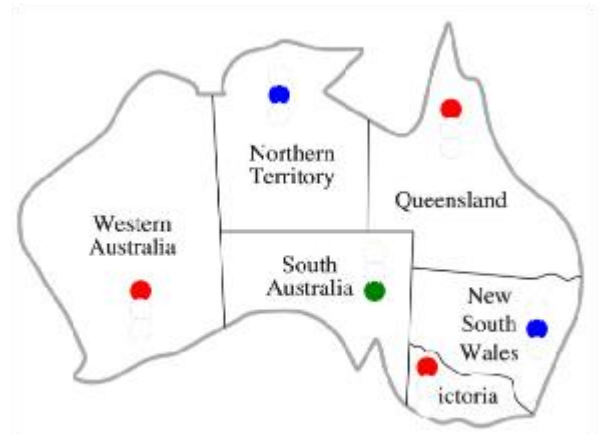 Northern
Territory
Queensland
Western
Australia
South
Australia
New
South
Wales
ictoria